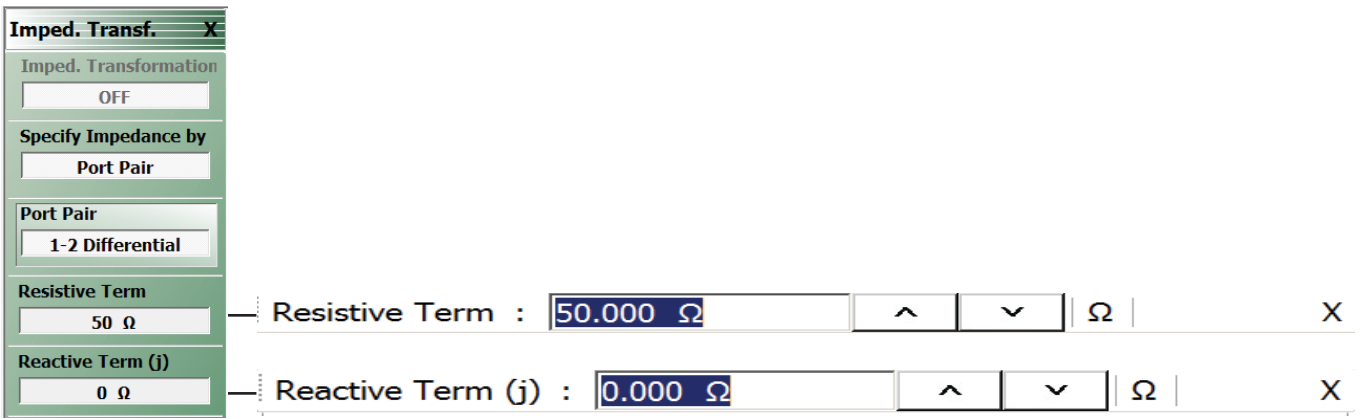 Imped. Transf. X
Imped. Transformation
OFF
Specify Impedance by
Port Pair
Port Pair
1-2 Differential
Resistive Term
50 Ω
Resistive Term : 50.000 Ω ^ v Ω X
Reactive Term (j)
0 Ω
Reactive Term (j) : 0.000 Ω ^ v Ω X